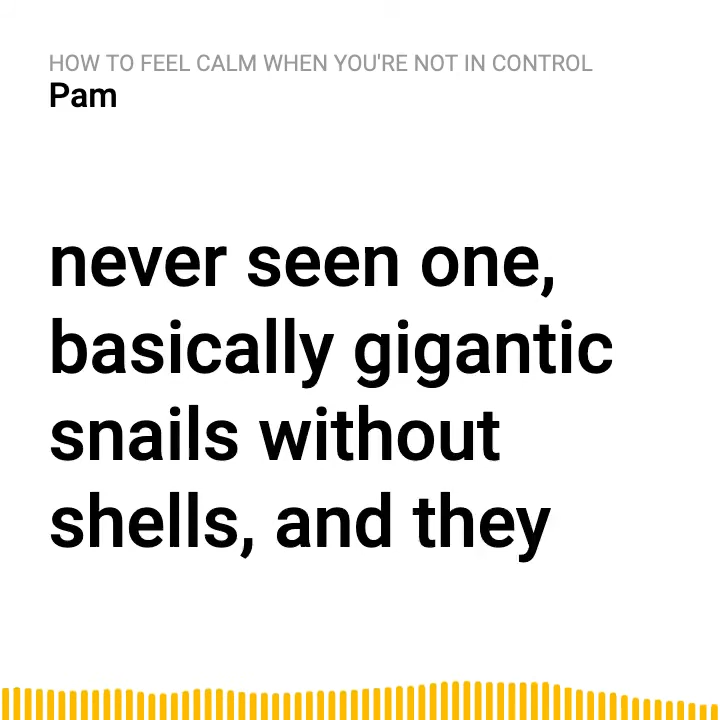 HOW TO FEEL CALM WHEN YOU'RE NOT IN CONTROL
Pam
never seen one,
basically gigantic
snails without
shells, and they